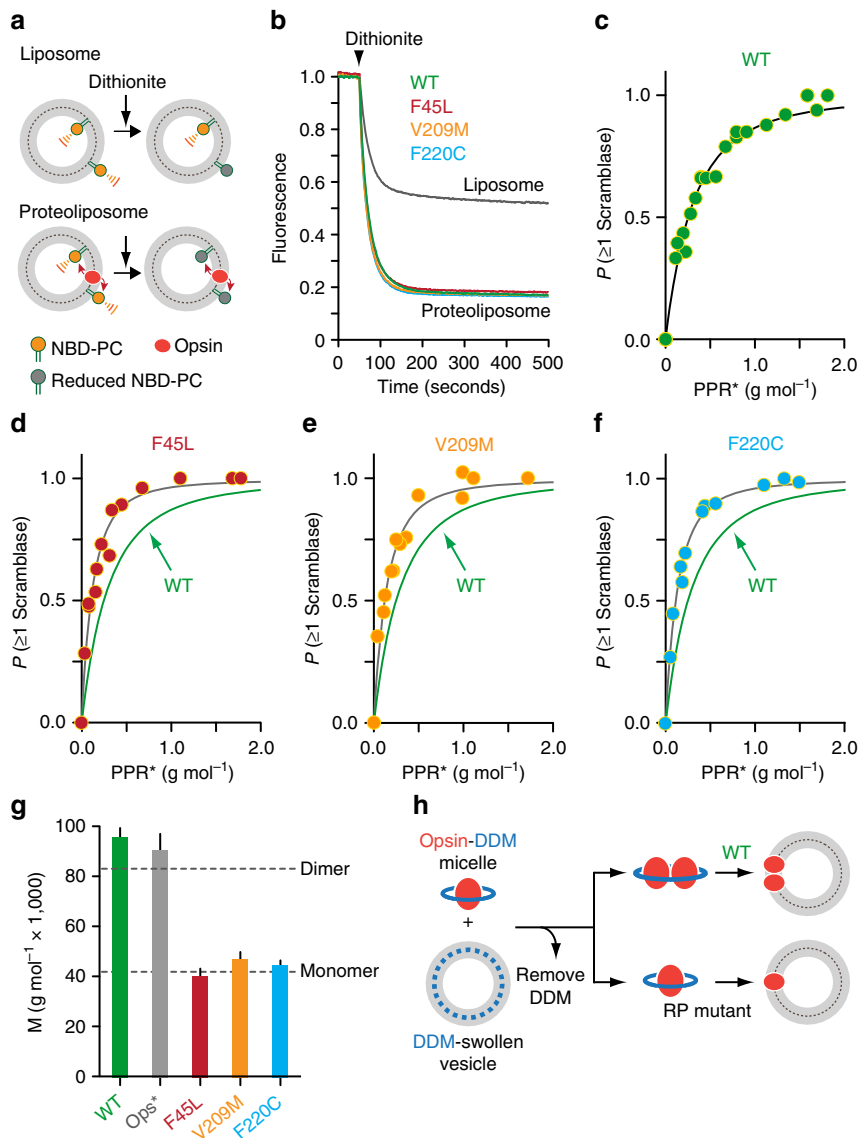 a
Liposome
Dithionite
Proteoliposome
NBD-PC
Opsin
Reduced NBD-PC
b
Dithionite
WT
F45L
V209M
F220C
Liposome
Proteoliposome
Fluorescence
1.0
0.8
0.6
0.4
0.2
0
0 100 200 300 400 500
Time (seconds)
c
WT
P (≥1 Scramblase)
1.0
0.5
0.0
0.0 1.0 2.0
PPR* (g mol⁻¹)
d
F45L
P (≥1 Scramblase)
1.0
0.5
0.0
WT
0.0 1.0 2.0
PPR* (g mol⁻¹)
e
V209M
P (≥1 Scramblase)
1.0
0.5
0.0
WT
0.0 1.0 2.0
PPR* (g mol⁻¹)
f
F220C
P (≥1 Scramblase)
1.0
0.5
0.0
WT
0.0 1.0 2.0
PPR* (g mol⁻¹)
g
M (g mol⁻¹ × 1,000)
100
80
60
40
20
0
Dimer
Monomer
WT
Ops*
F45L
V209M
F220C
h
Opsin-DDM
micelle
+
DDM-swollen
vesicle
Remove
DDM
WT
RP mutant